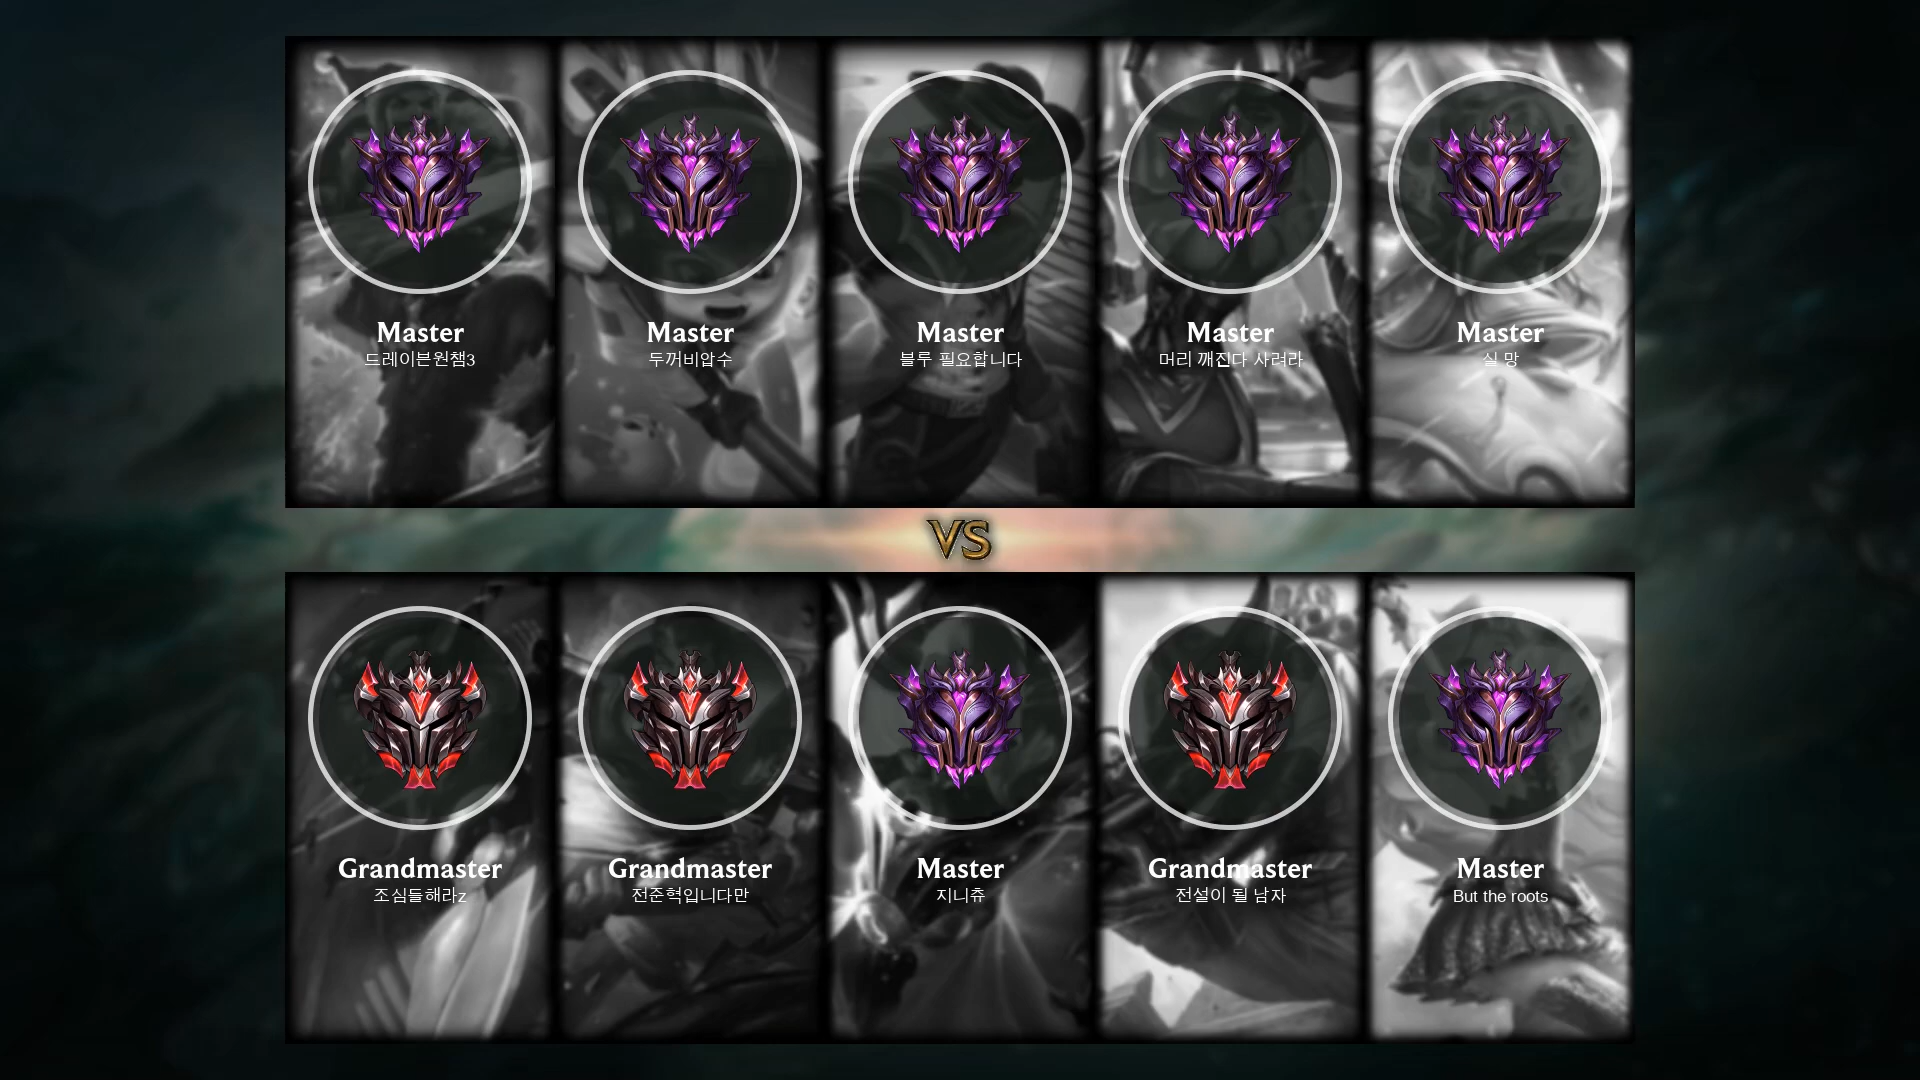 Master
드레이븐원챔3
Master
두꺼비압수
Master
블루 필요합니다
Master
머리 깨진다 사려라
Master
실 망
VS
Grandmaster
조심들해라z
Grandmaster
전준혁입니다만
Master
지니츄
Grandmaster
전설이 될 남자
Master
But the roots